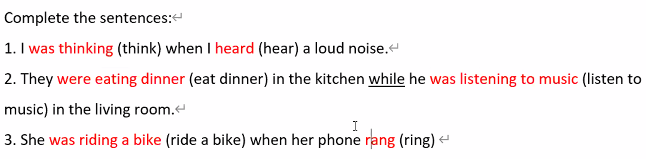 Complete the sentences:
1. I was thinking (think) when I heard (hear) a loud noise.
2. They were eating dinner (eat dinner) in the kitchen while he was listening to music (listen to
music) in the living room.
3. She was riding a bike (ride a bike) when her phone rang (ring)